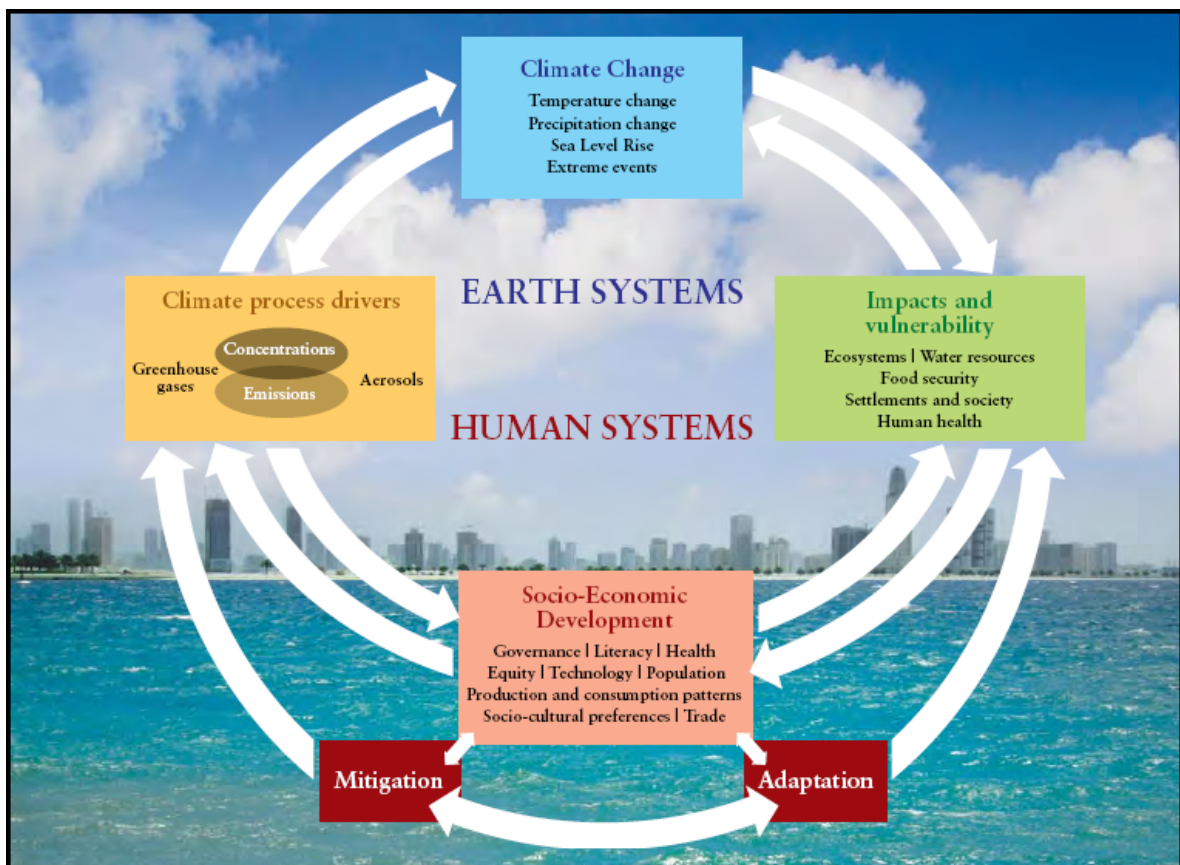 Climate Change
Temperature change
Precipitation change
Sea Level Rise
Extreme events
EARTH SYSTEMS
Climate process drivers
Concentrations
Greenhouse
gases
Aerosols
Emissions
Impacts and
vulnerability
Ecosystems | Water resources
Food security
Settlements and society
Human health
HUMAN SYSTEMS
Socio-Economic
Development
Governance | Literacy | Health
Equity | Technology | Population
Production and consumption patterns
Socio-cultural preferences | Trade
Mitigation
Adaptation